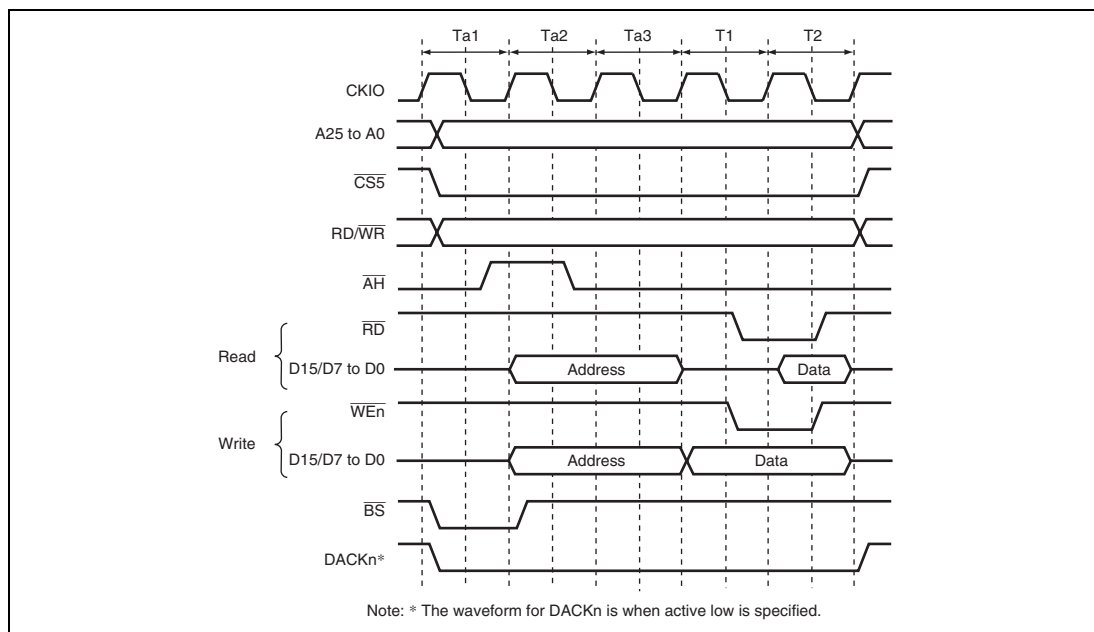 Ta1 Ta2 Ta3 T1 T2
CKIO
A25 to A0
CS5
RD/WR
AH
RD
Read
D15/D7 to D0 Address Data
WEn
Write
D15/D7 to D0 Address Data
BS
DACKn*
Note: * The waveform for DACKn is when active low is specified.